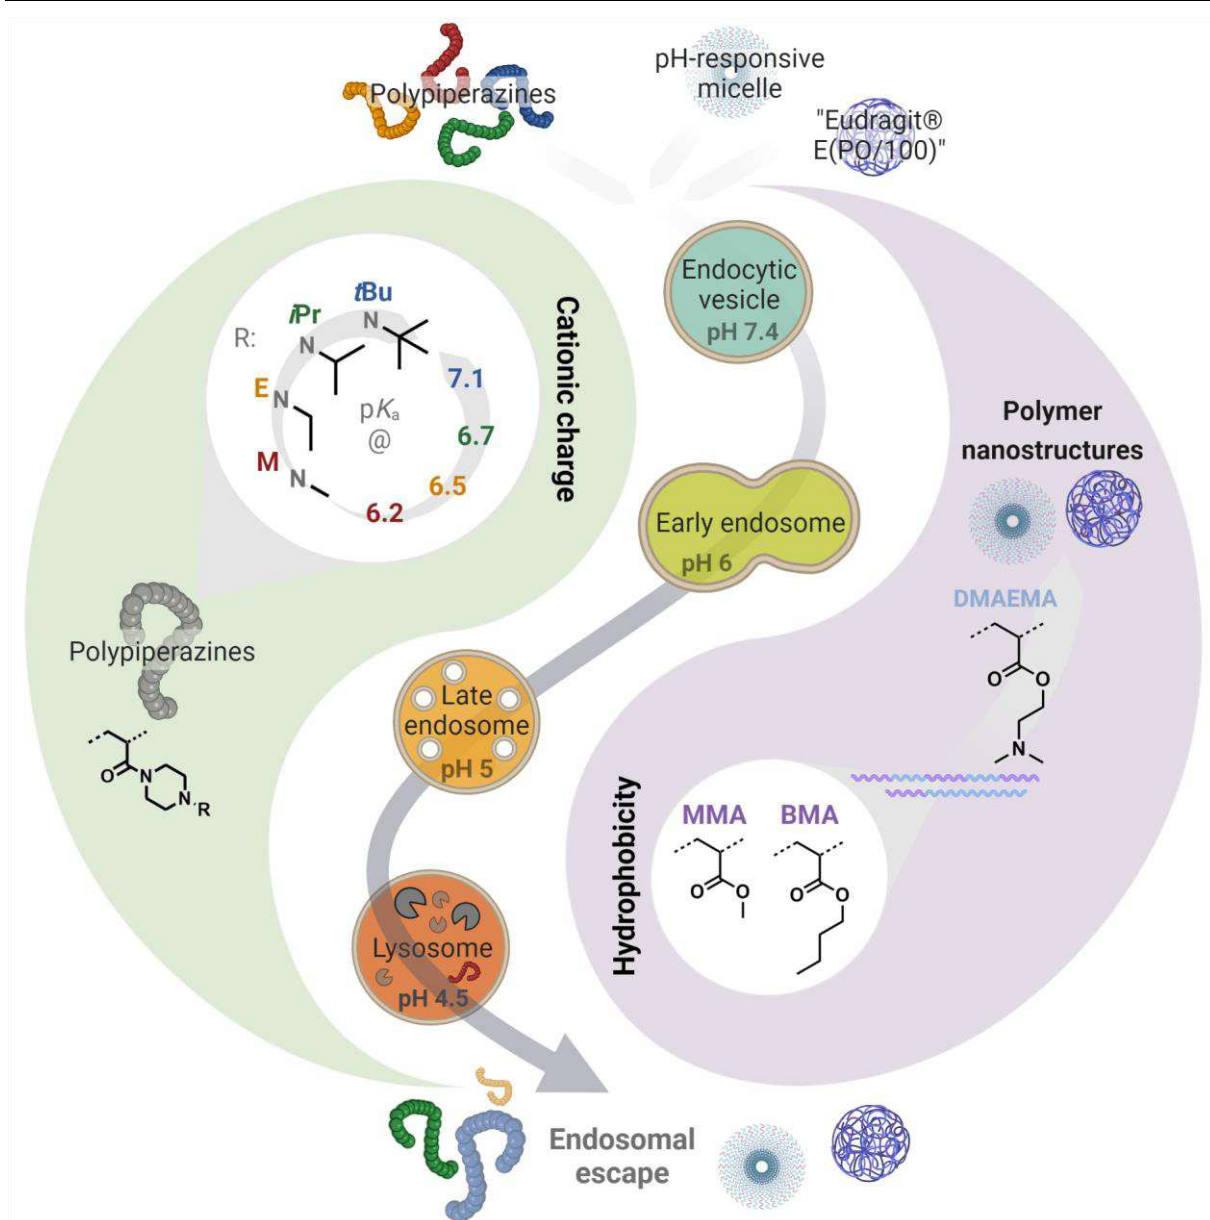 Polypiperazines
pH-responsive
micelle
"Eudragit®
E(PO/100)"
Endocytic
vesicle
pH 7.4
Cationic charge
R:
tBu
N
iPr
N
E
N
M
N
pKa
@
7.1
6.7
6.5
6.2
Polymer
nanostructures
Early endosome
pH 6
DMAEMA
O
O
N
Polypiperazines
O
N
N
R
Late
endosome
pH 5
Hydrophobicity
MMA
O
O
BMA
O
O
Lysosome
pH 4.5
Endosomal
escape